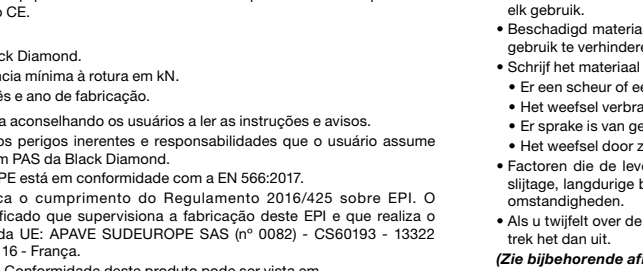 CE.
ck Diamond.
ncia mínima à rotura em kN.
ês e ano de fabricação.
a aconselhando os usuários a ler as instruções e avisos.
os perigos inerentes e responsabilidades que o usuário assume
m PAS da Black Diamond.
PE está em conformidade com a EN 566:2017.
ca o cumprimento do Regulamento 2016/425 sobre EPI. O
ficado que supervisiona a fabricação deste EPI e que realiza o
da UE: APAVE SUDEUROPE SAS (nº 0082) - CS60193 - 13322
16 - França.
Conformidade deste produto pode ser vista em
elk gebruik.
• Beschadigd materia
gebruik te verhindere
• Schrijf het materiaal
• Er een scheur of ee
• Het weefsel verbra
• Er sprake is van ge
• Het weefsel door z
• Factoren die de lev
slijtage, langdurige b
omstandigheden.
• Als u twijfelt over de
trek het dan uit.
(Zie bijbehorende af